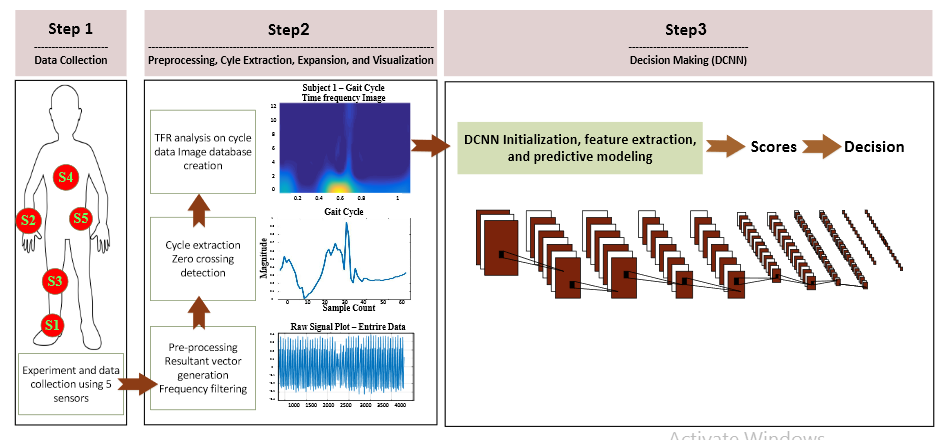 Step 1
Data Collection
S4
S2
S5
S3
S1
Experiment and data
collection using 5
sensors
Step2
Preprocessing, Cyle Extraction, Expansion, and Visualization
TFR analysis on cycle
data Image database
creation
Cycle extraction
Zero crossing
detection
Pre-processing
Resultant vector
generation
Frequency filtering
Subject 1 – Gait Cycle
Time frequency Image
12
10
8
6
4
2
0
0.2
0.4
0.6
0.8
1
Gait Cycle
Magnitude
0
10
20
30
40
50
60
Sample Count
Raw Signal Plot – Entrire Data
1000
1500
2000
2500
3000
3500
4000
Step3
Decision Making (DCNN)
DCNN Initialization, feature extraction,
and predictive modeling
Scores
Decision
Activate Windows